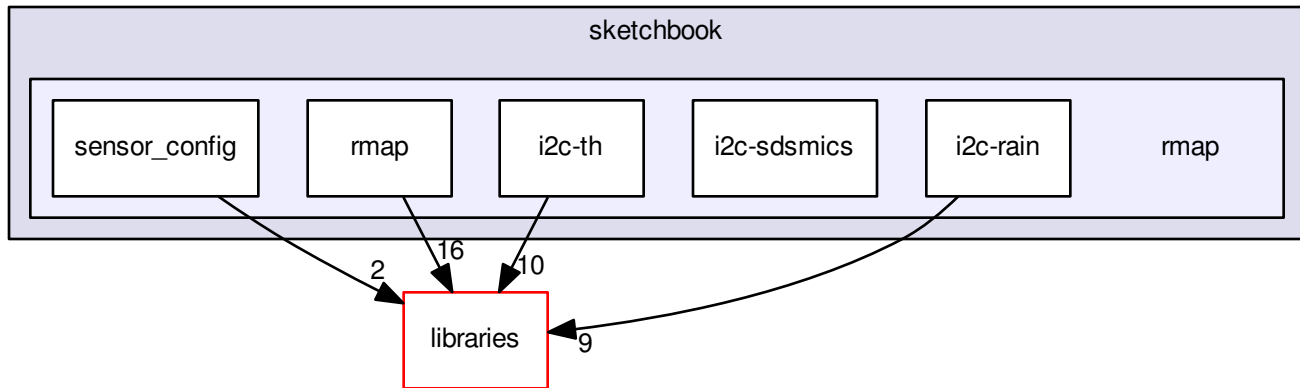 sketchbook
sensor_config
rmap
i2c-th
i2c-sdsmics
i2c-rain
rmap
2
16
10
9
libraries